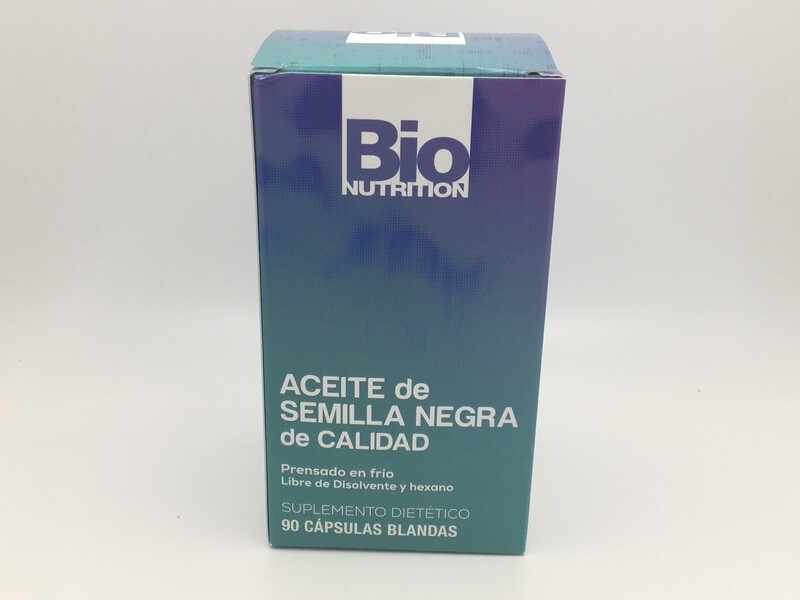 Bio
NUTRITION
ACEITE de
SEMILLA NEGRA
de CALIDAD
Prensado en frío
Libre de Disolvente y hexano
SUPLEMENTO DIETÉTICO
90 CÁPSULAS BLANDAS